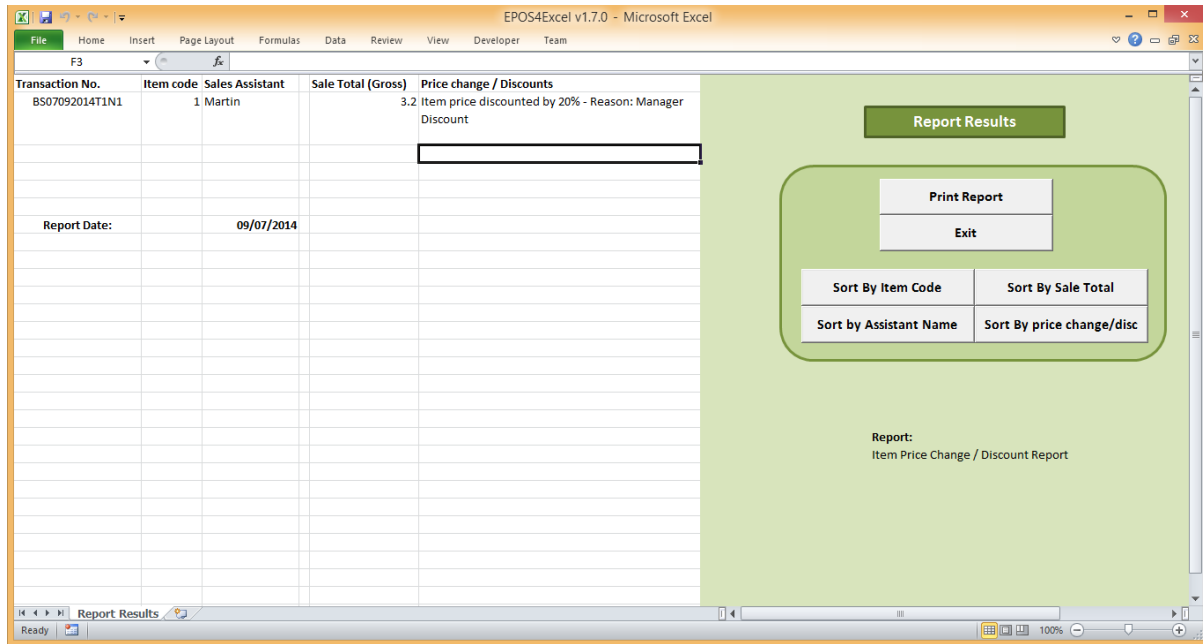 EPOS4Excel v1.7.0 - Microsoft Excel
File Home Insert Page Layout Formulas Data Review View Developer Team
F3 fx
Transaction No. Item code Sales Assistant Sale Total (Gross) Price change / Discounts
BS07092014T1N1 1 Martin 3.2 Item price discounted by 20% - Reason: Manager
Discount
Report Date: 09/07/2014
Report Results
Print Report
Exit
Sort By Item Code Sort By Sale Total
Sort by Assistant Name Sort By price change/disc
Report:
Item Price Change / Discount Report
Report Results
Ready 100%